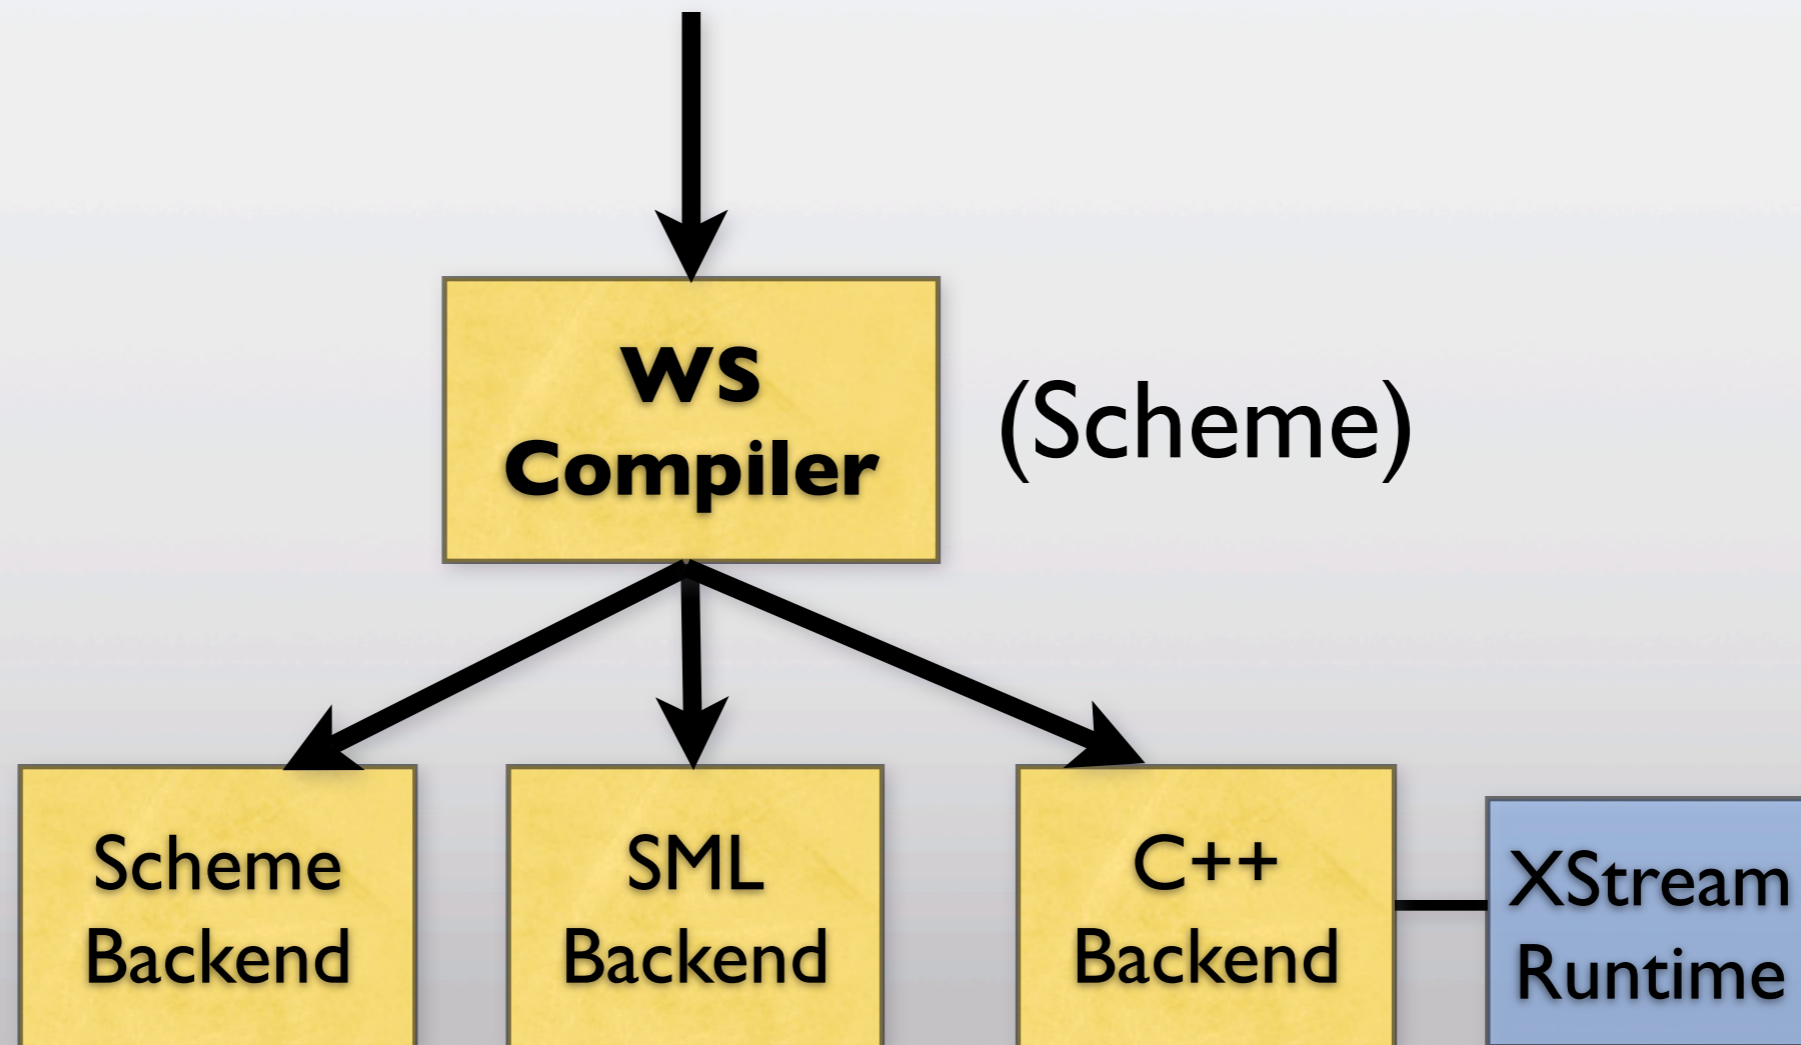 WS
Compiler
(Scheme)
Scheme
Backend
SML
Backend
C++
Backend
XStream
Runtime